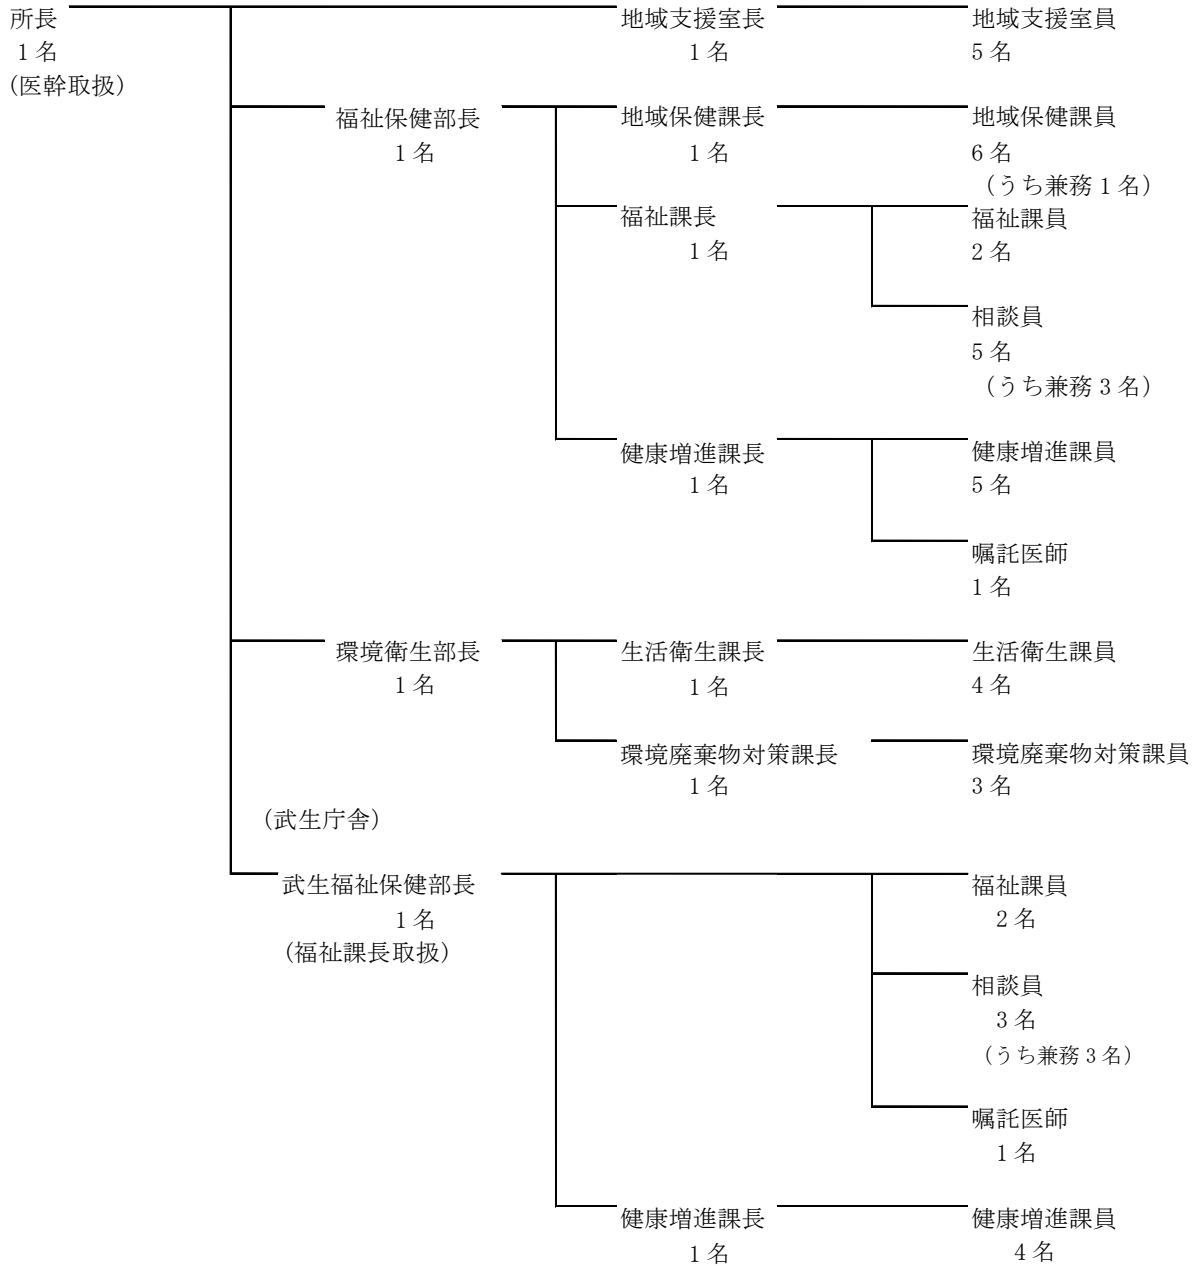 所長 地域支援室長 地域支援室員
1名 1名 5名
(医幹取扱)
福祉保健部長 地域保健課長 地域保健課員
1名 1名 6名
(うち兼務1名)
福祉課長 福祉課員
1名 2名
相談員
5名
(うち兼務3名)
健康増進課長 健康増進課員
1名 5名
嘱託医師
1名
環境衛生部長 生活衛生課長 生活衛生課員
1名 1名 4名
環境廃棄物対策課長 環境廃棄物対策課員
1名 3名
(武生庁舎)
武生福祉保健部長 福祉課員
1名 2名
(福祉課長取扱)
相談員
3名
(うち兼務3名)
嘱託医師
1名
健康増進課長 健康増進課員
1名 4名